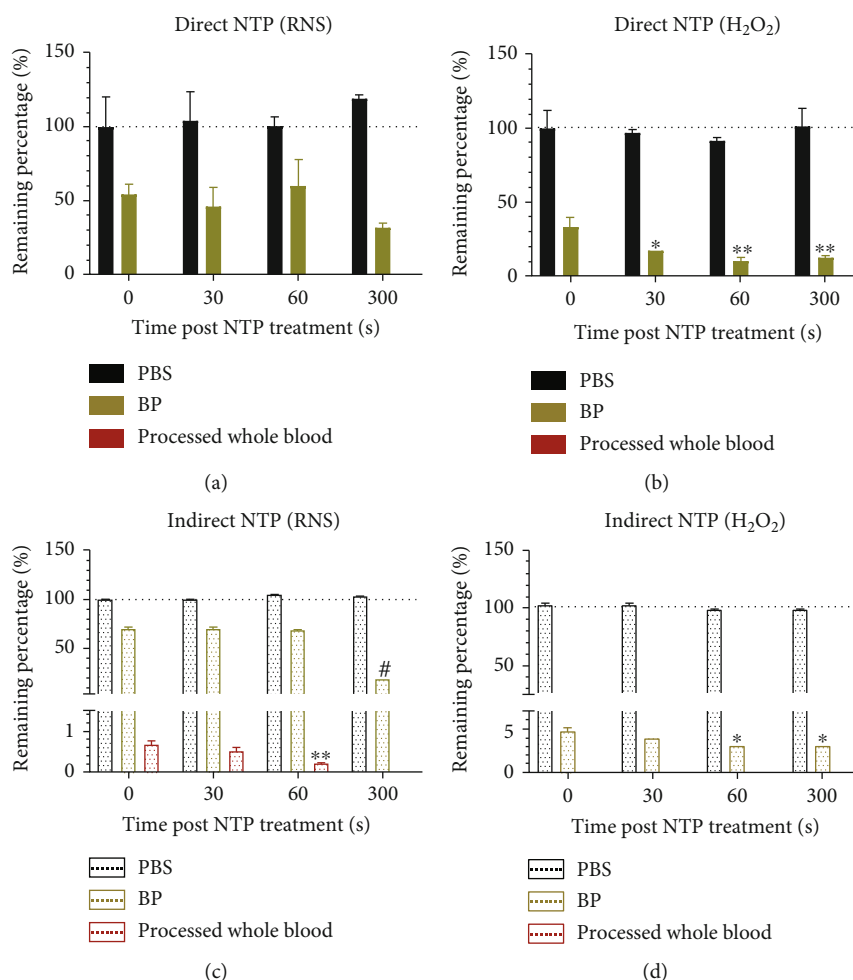 Direct NTP (RNS)
150
100
50
0
Remaining percentage (%)
0 30 60 300
Time post NTP treatment (s)
PBS
BP
Processed whole blood
(a)
Direct NTP (H₂O₂)
150
100
50
0
Remaining percentage (%)
* ** **
0 30 60 300
Time post NTP treatment (s)
PBS
BP
Processed whole blood
(b)
Indirect NTP (RNS)
150
100
50
1
0
Remaining percentage (%)
#
**
0 30 60 300
Time post NTP treatment (s)
PBS
BP
Processed whole blood
(c)
Indirect NTP (H₂O₂)
150
100
50
5
0
Remaining percentage (%)
* *
0 30 60 300
Time post NTP treatment (s)
PBS
BP
Processed whole blood
(d)